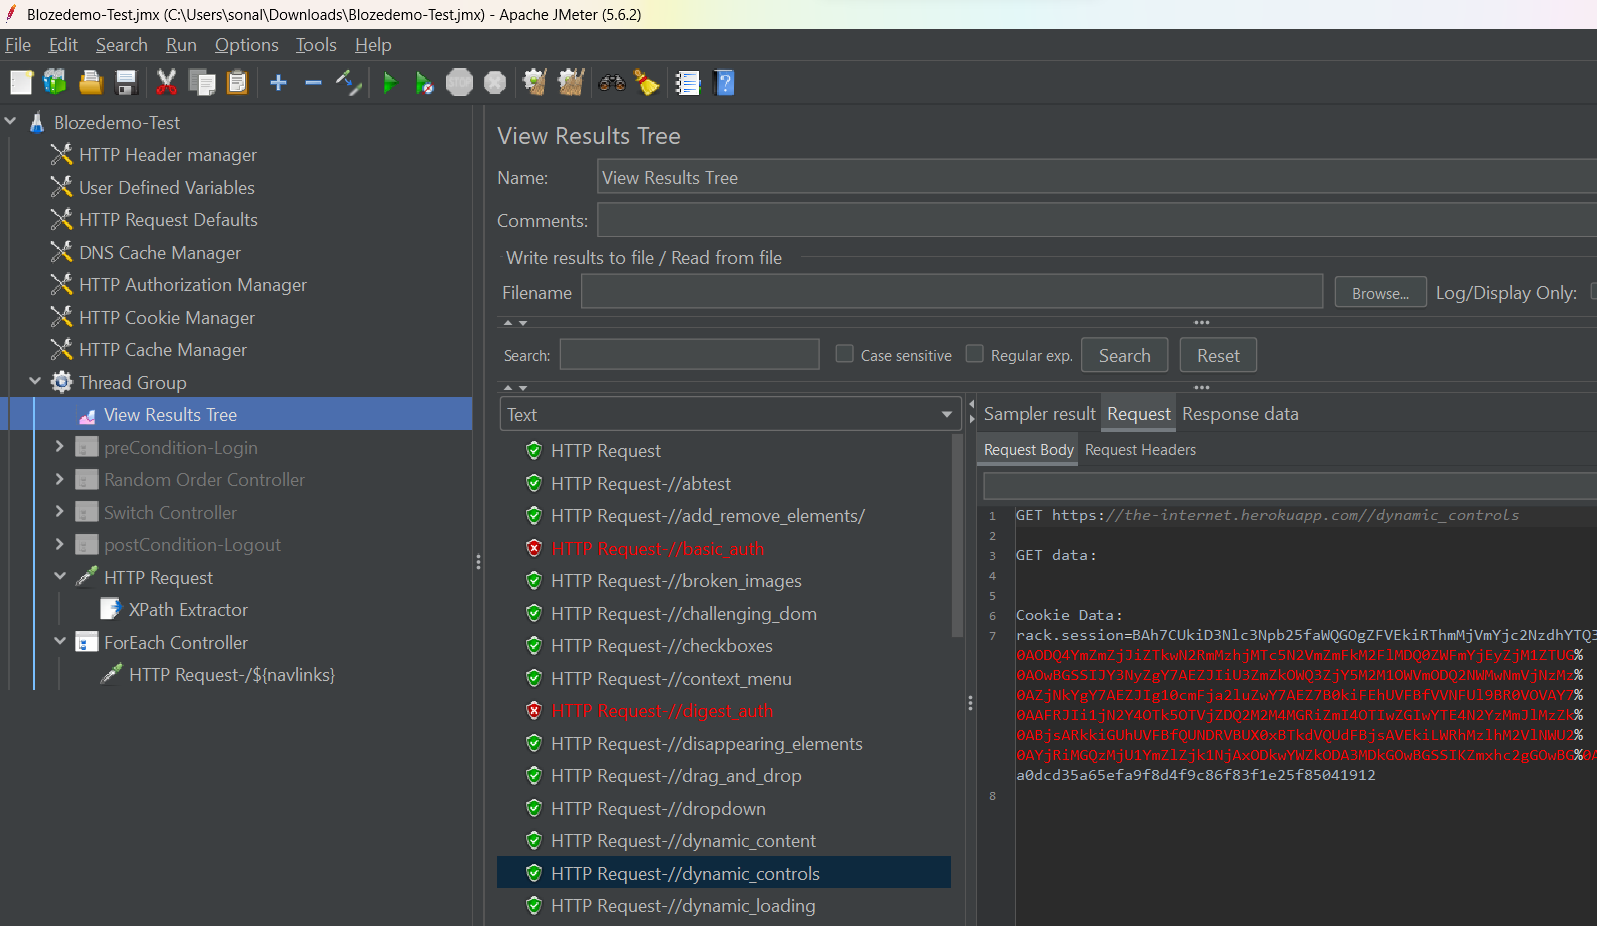 Blozedemo-Test.jmx (C:\Users\sonal\Downloads\Blozedemo-Test.jmx) - Apache JMeter (5.6.2)
File Edit Search Run Options Tools Help
STOP
Blozedemo-Test
HTTP Header manager
User Defined Variables
HTTP Request Defaults
DNS Cache Manager
HTTP Authorization Manager
HTTP Cookie Manager
HTTP Cache Manager
Thread Group
View Results Tree
preCondition-Login
Random Order Controller
Switch Controller
postCondition-Logout
HTTP Request
XPath Extractor
ForEach Controller
HTTP Request-/${navlinks}
View Results Tree
Name: View Results Tree
Comments:
Write results to file / Read from file
Filename Browse... Log/Display Only:
Search: Case sensitive Regular exp. Search Reset
Text
HTTP Request
HTTP Request-//abtest
HTTP Request-//add_remove_elements/
HTTP Request-//basic_auth
HTTP Request-//broken_images
HTTP Request-//challenging_dom
HTTP Request-//checkboxes
HTTP Request-//context_menu
HTTP Request-//digest_auth
HTTP Request-//disappearing_elements
HTTP Request-//drag_and_drop
HTTP Request-//dropdown
HTTP Request-//dynamic_content
HTTP Request-//dynamic_controls
HTTP Request-//dynamic_loading
Sampler result Request Response data
Request Body Request Headers
1 GET https://the-internet.herokuapp.com//dynamic_controls
2
3 GET data:
4
5
6 Cookie Data:
7 rack.session=BAh7CUkiD3Nlc3Npb25faWQGOgZFVEkiRThmMjVmYjc2NzdhYTQ3
0AODQ4YmZmZjJiZTkwN2RmMzhjMTc5N2VmZmFkM2FlMDQ0ZWFmYjEyZjM1ZTUG%
0AOwBGSSIJY3NyZgY7AEZJIiU3ZmZkOWQ3ZjY5M2M1OWVmODQ2NWMwNmVjNzMz%
0AZjNkYgY7AEZJIg10cmFja2luZwY7AEZ7B0kiFEhUVFBfVVNFUl9BR0VOVAY7%
0AAFRJIi1jN2Y4OTk5OTVjZDQ2M2M4MGRiZmI4OTIwZGIwYTE4N2YzMmJlMzZk%
0ABjsARkkiGUhUVFBfQUNDRVBUX0xBTkdVQUdFBjsAVEkiLWRhMzlhM2VlNWU2%
0AYjRiMGQzMjU1YmZlZjk1NjAxODkwYWZkODA3MDkGOwBGSSIKZmxhc2gGOwBG%0A
a0dcd35a65efa9f8d4f9c86f83f1e25f85041912
8